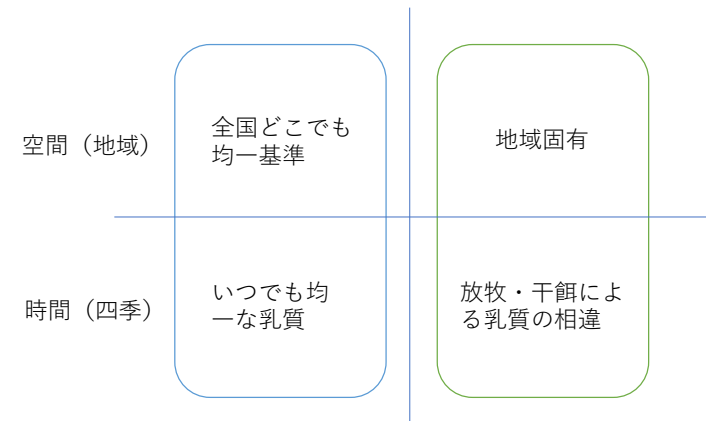 空間（地域）
全国どこでも
均一基準
地域固有
時間（四季）
いつでも均
一な乳質
放牧・干餌によ
る乳質の相違